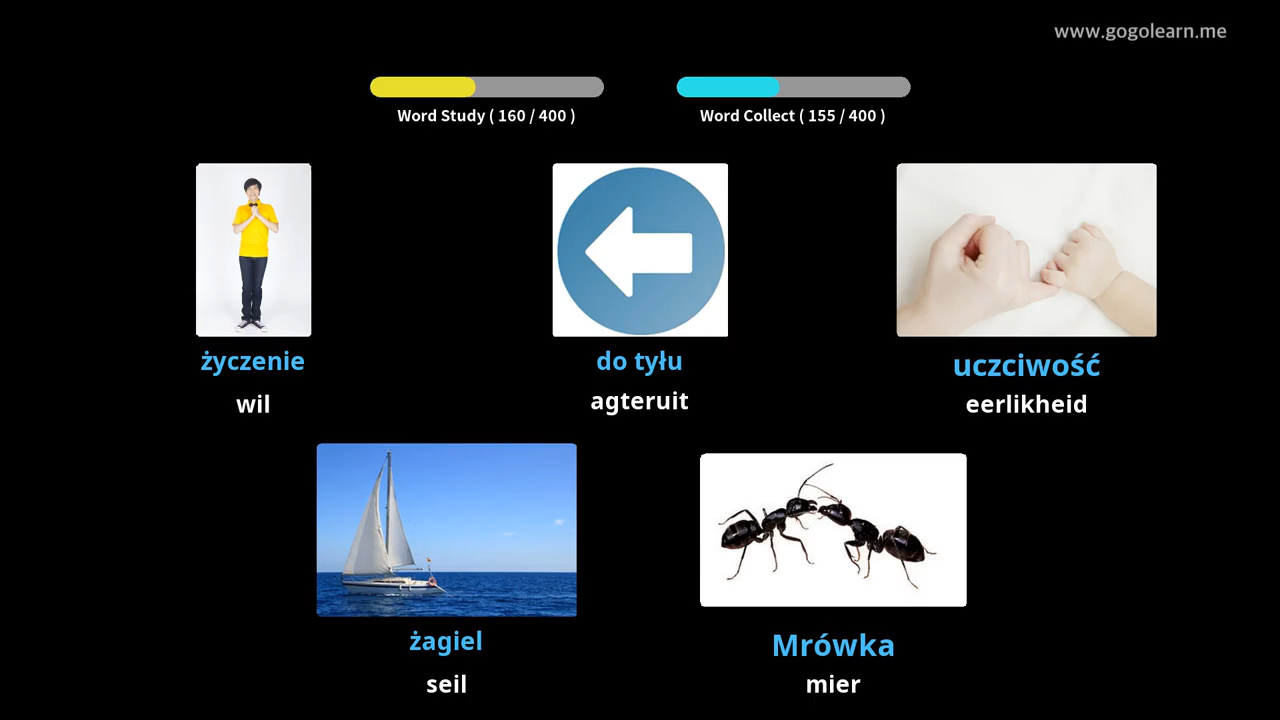 www.gogolearn.me
Word Study ( 160 / 400 )
Word Collect ( 155 / 400 )
życzenie
do tyłu
uczciwość
wil
agteruit
eerlikheid
żagiel
Mrówka
seil
mier